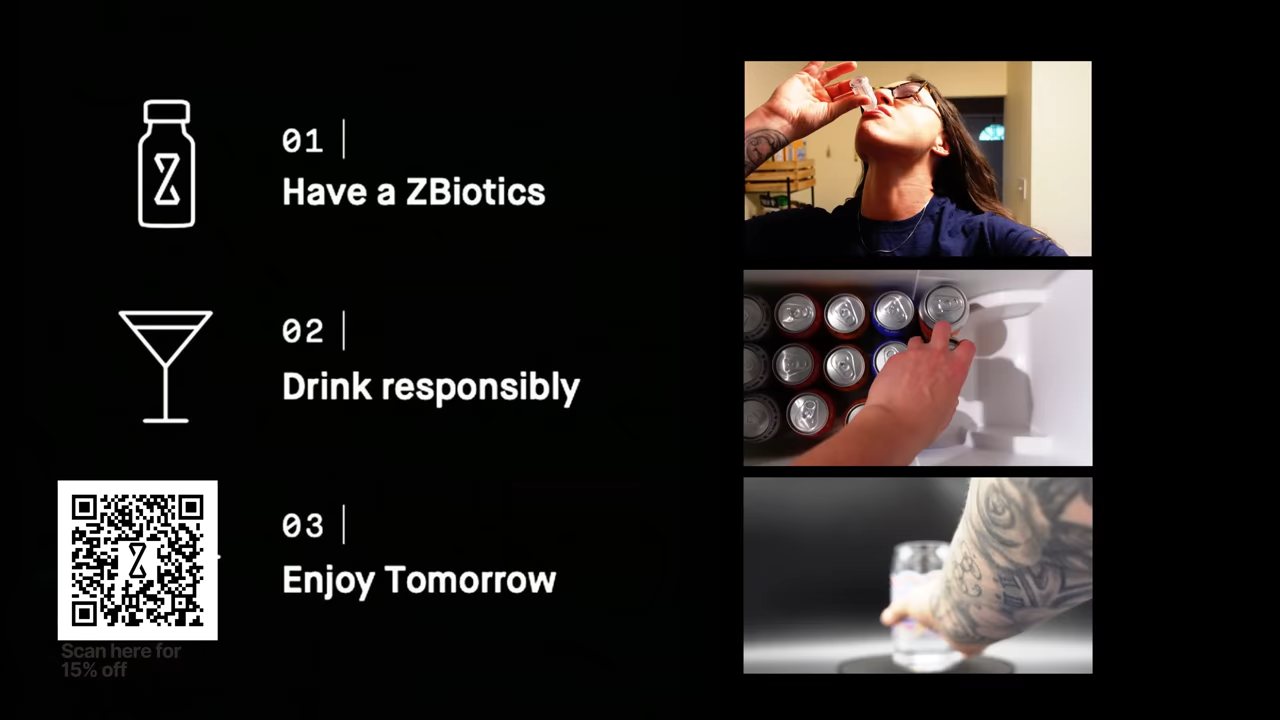 01
Have a ZBiotics
02
Drink responsibly
03
Enjoy Tomorrow
Scan here for
15% off